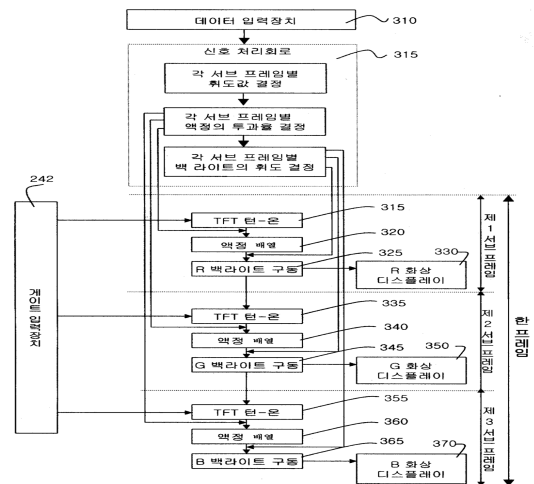 데이터 입력장치
310
신호 처리회로
315
각 서브 프레임별
휘도값 결정
각 서브 프레임별
액정의 투과율 결정
각 서브 프레임별
백 라이트의 휘도 결정
242
게이트 입력장치
TFT 턴-온
315
액정 배열
320
R 백라이트 구동
325
330
R 화상
디스플레이
제1서브프레임
TFT 턴-온
335
액정 배열
340
G 백라이트 구동
345
350
G 화상
디스플레이
제2서브프레임
한 프레임
TFT 턴-온
355
액정 배열
360
B 백라이트 구동
365
370
B 화상
디스플레이
제3서브프레임